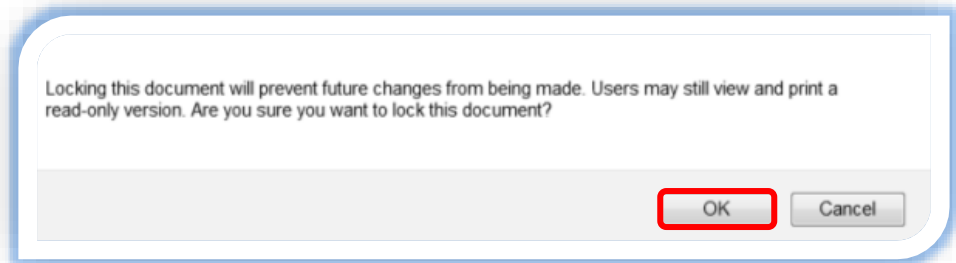 Locking this document will prevent future changes from being made. Users may still view and print a
read-only version. Are you sure you want to lock this document?
OK
Cancel